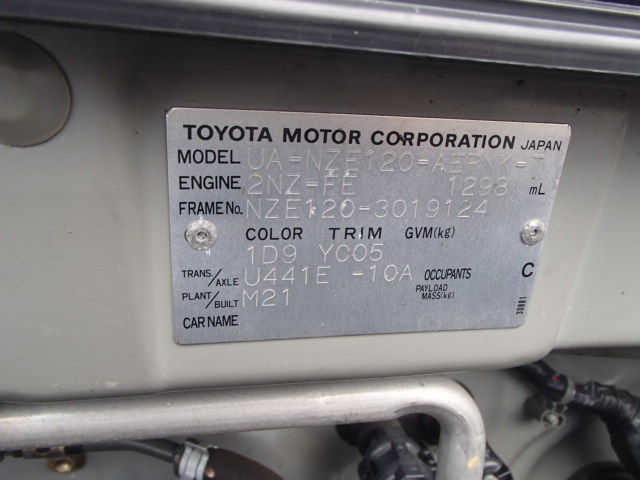 TOYOTA MOTOR CORPORATION JAPAN
MODEL UA-NZE120-AEPNK-T
ENGINE 2NZ-FE 1298 mL
FRAME No. NZE120-3019124
COLOR TRIM GVM(kg)
1D9 YC05
TRANS./AXLE U441E -10A OCCUPANTS C
PLANT/BUILT M21 PAYLOAD MASS(kg)
CAR NAME